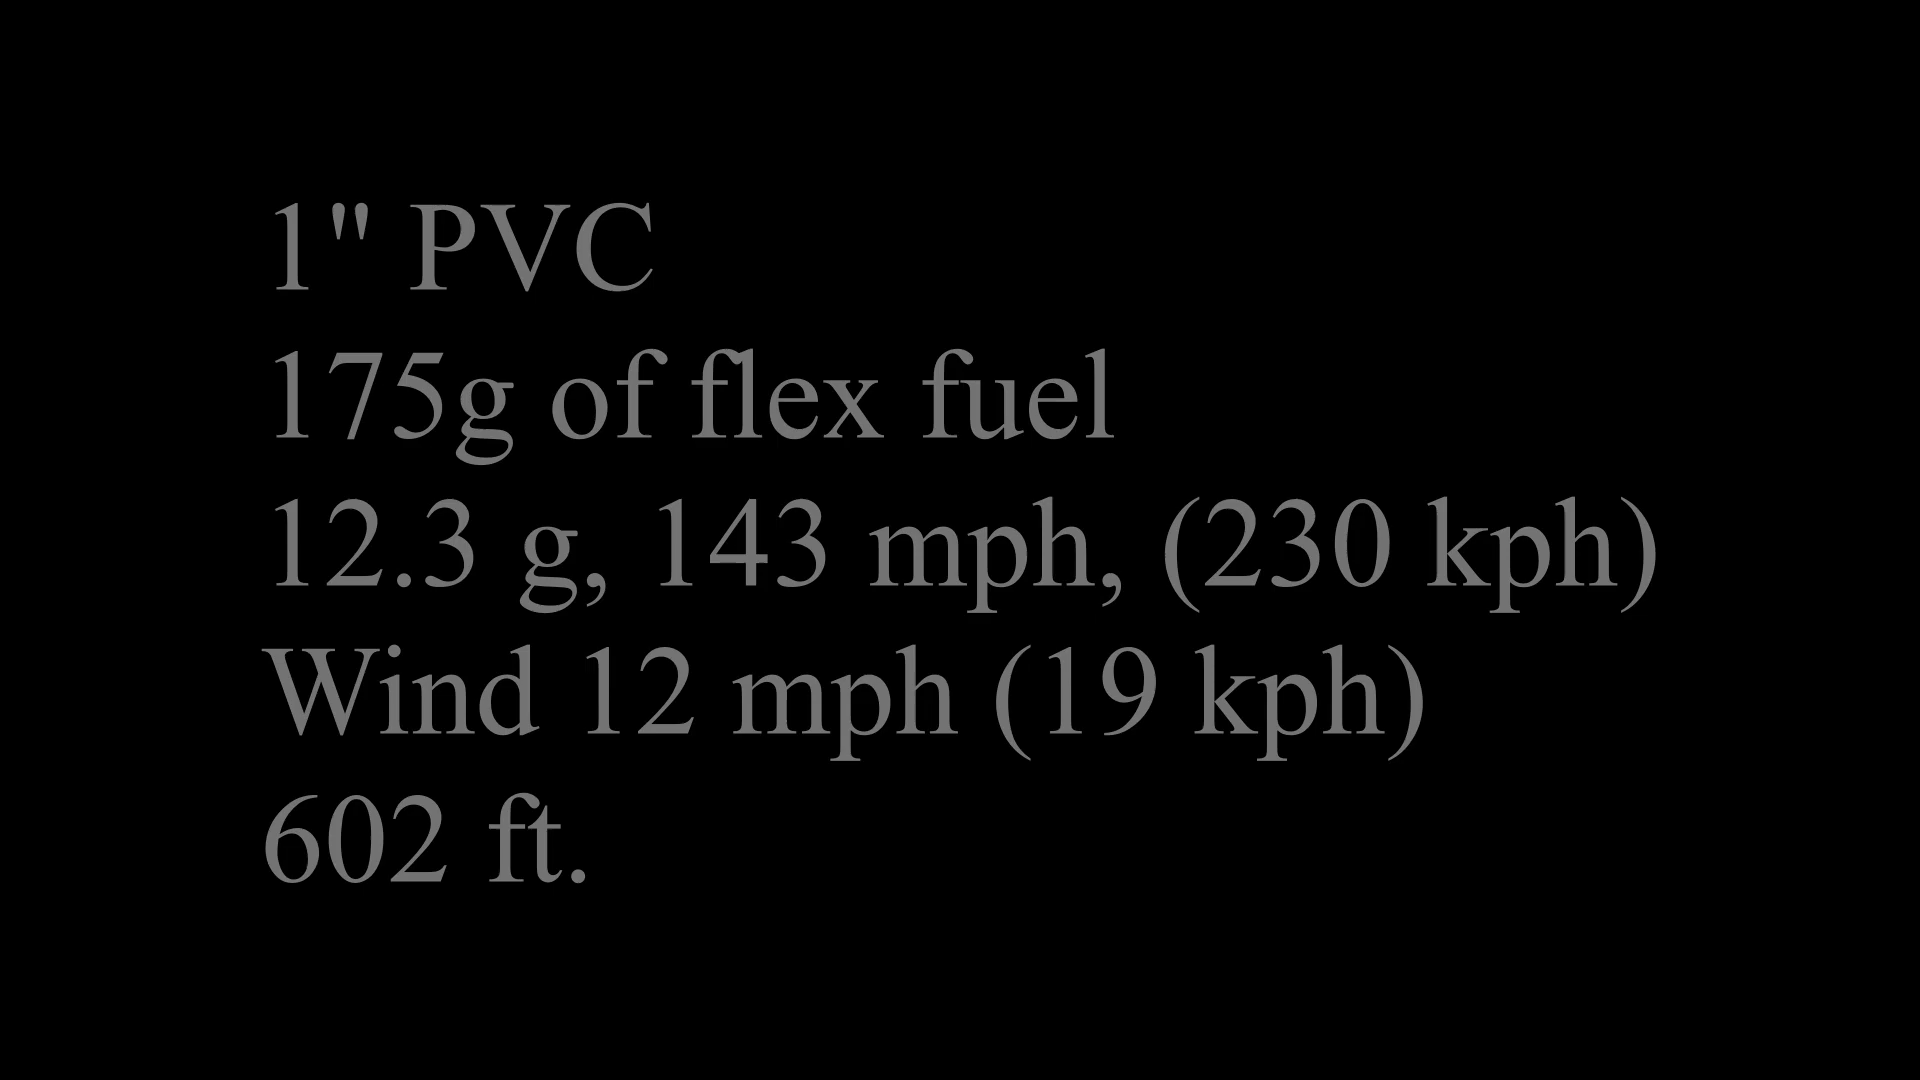 1" PVC
175g of flex fuel
12.3 g, 143 mph, (230 kph)
Wind 12 mph (19 kph)
602 ft.